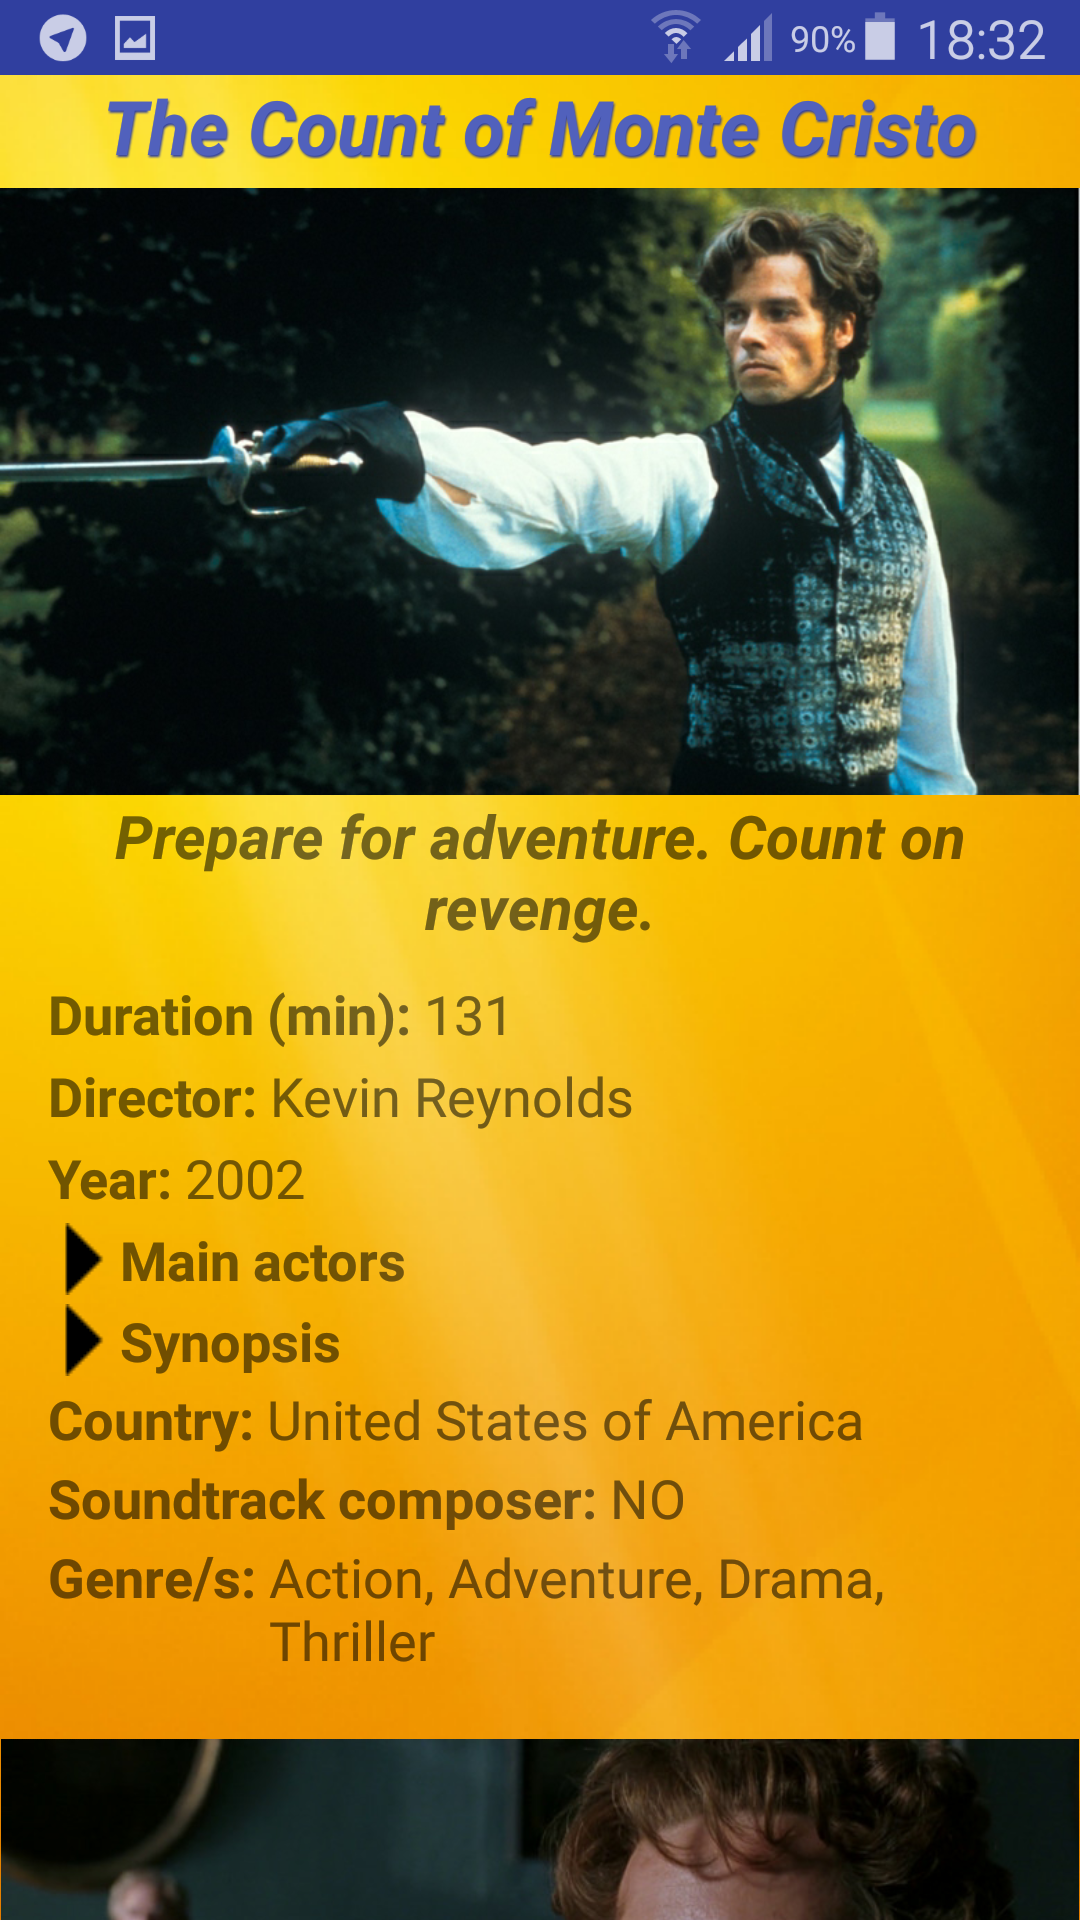 90% 18:32
The Count of Monte Cristo
Prepare for adventure. Count on
revenge.
Duration (min): 131
Director: Kevin Reynolds
Year: 2002
Main actors
Synopsis
Country: United States of America
Soundtrack composer: NO
Genre/s: Action, Adventure, Drama,
Thriller